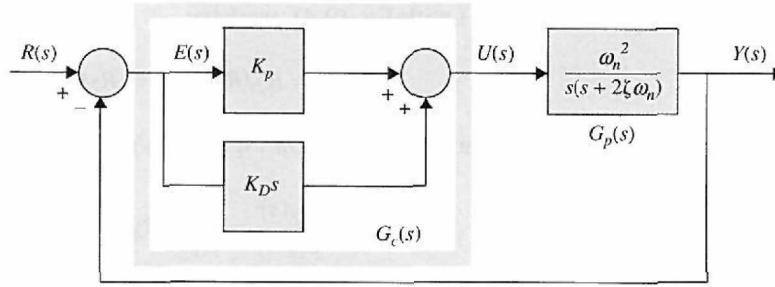 R(s)
E(s)
K_p
U(s)
ω_n^2
s(s + 2ζω_n)
Y(s)
+
−
+
+
G_p(s)
K_D s
G_c(s)